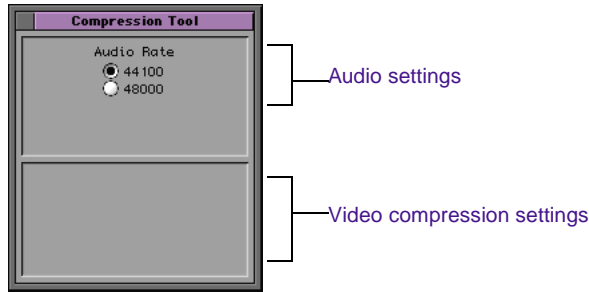 Compression Tool
Audio Rate
44100
48000
Audio settings
Video compression settings